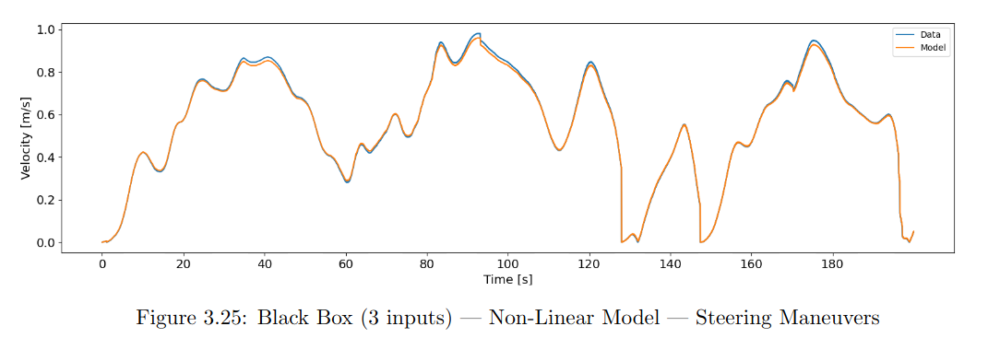 1.0
0.8
0.6
0.4
0.2
0.0
Velocity [m/s]
Data
Model
0 20 40 60 80 100 120 140 160 180
Time [s]
Figure 3.25: Black Box (3 inputs) — Non-Linear Model — Steering Maneuvers